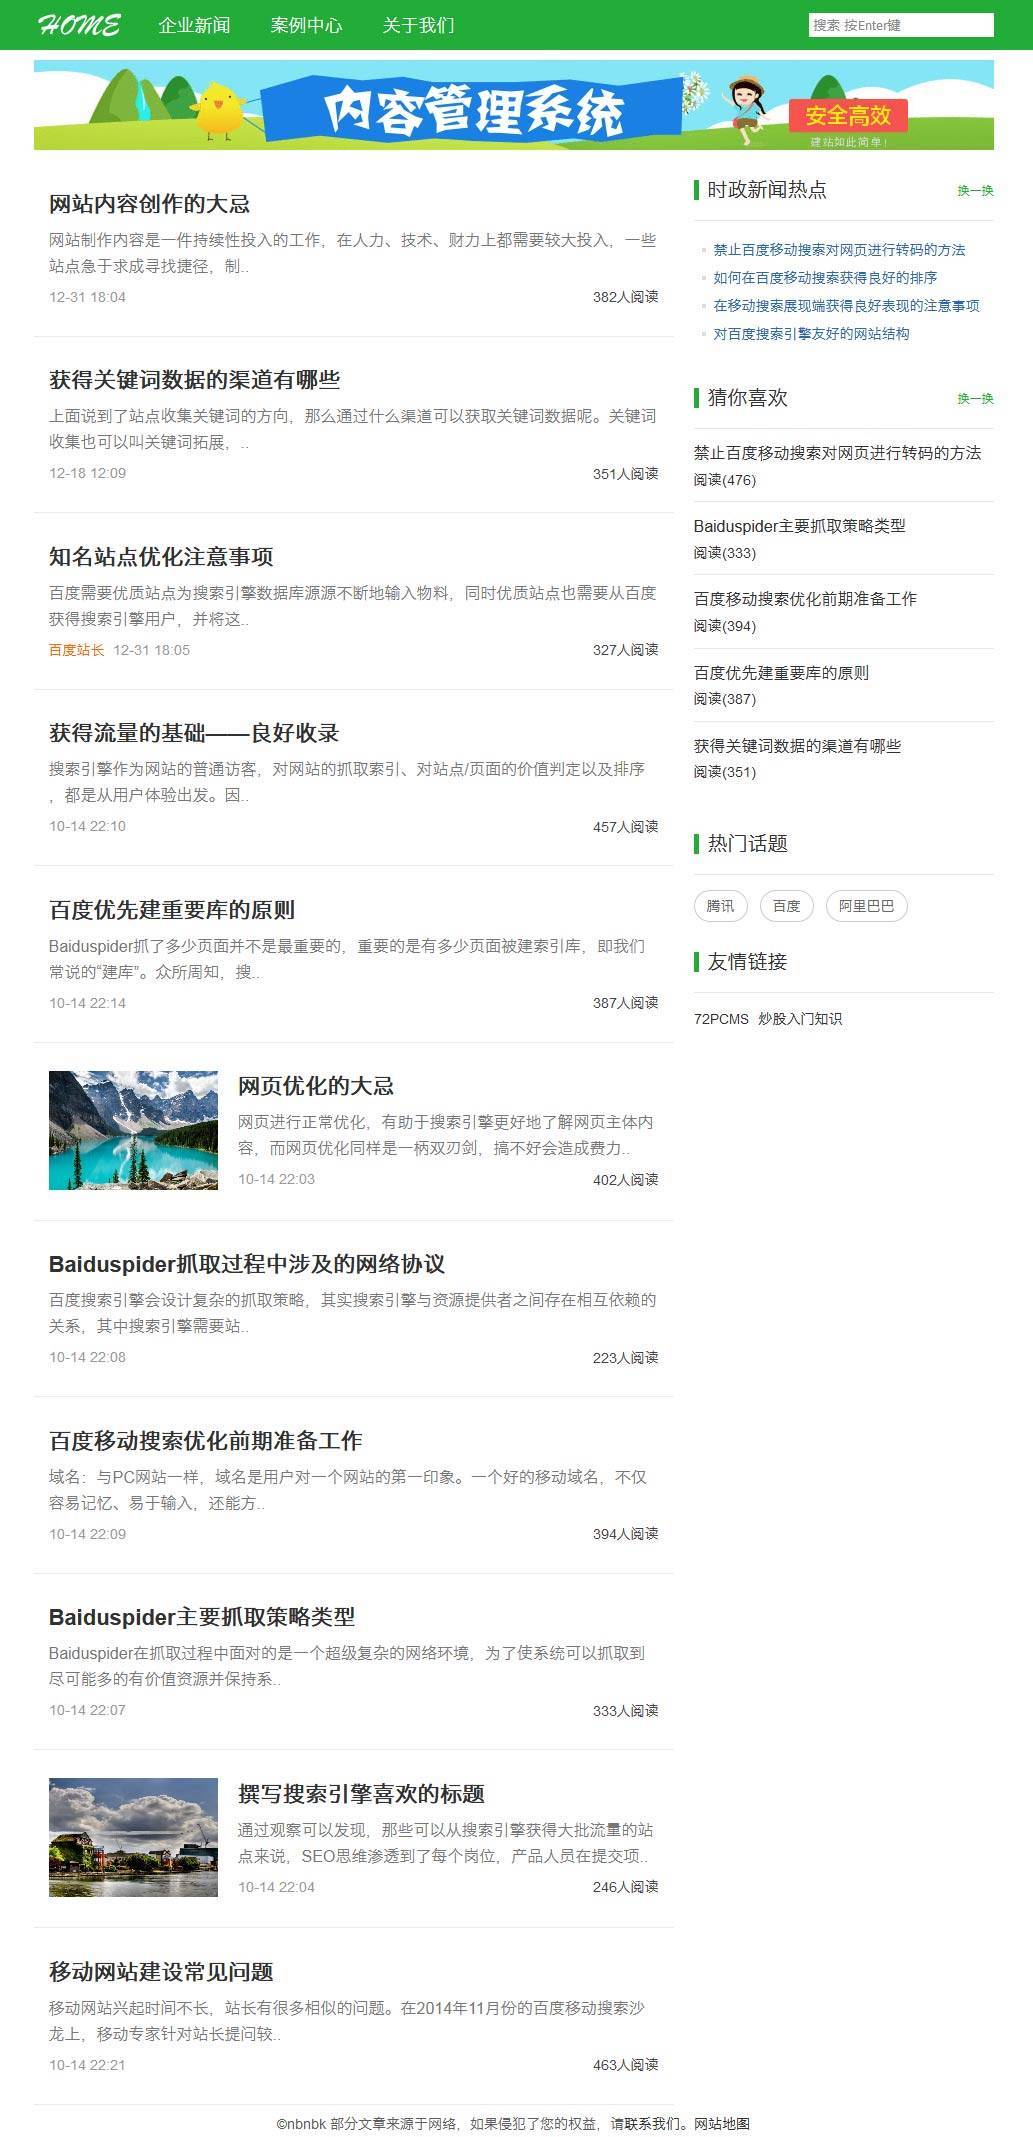 HOME 企业新闻 案例中心 关于我们 搜索 按Enter键
内容管理系统
安全高效
建站如此简单!
网站内容创作的大忌
网站制作内容是一件持续性投入的工作，在人力、技术、财力上都需要较大投入，一些
站点急于求成寻找捷径，制..
12-31 18:04 382人阅读
获得关键词数据的渠道有哪些
上面说到了站点收集关键词的方向，那么通过什么渠道可以获取关键词数据呢。关键词
收集也可以叫关键词拓展，..
12-18 12:09 351人阅读
知名站点优化注意事项
百度需要优质站点为搜索引擎数据库源源不断地输入物料，同时优质站点也需要从百度
获得搜索引擎用户，并将这..
百度站长 12-31 18:05 327人阅读
获得流量的基础——良好收录
搜索引擎作为网站的普通访客，对网站的抓取索引、对站点/页面的价值判定以及排序
，都是从用户体验出发。因..
10-14 22:10 457人阅读
百度优先建重要库的原则
Baiduspider抓了多少页面并不是最重要的，重要的是有多少页面被建索引库，即我们
常说的“建库”。众所周知，搜..
10-14 22:14 387人阅读
网页优化的大忌
网页进行正常优化，有助于搜索引擎更好地了解网页主体内
容，而网页优化同样是一柄双刃剑，搞不好会造成费力..
10-14 22:03 402人阅读
Baiduspider抓取过程中涉及的网络协议
百度搜索引擎会设计复杂的抓取策略，其实搜索引擎与资源提供者之间存在相互依赖的
关系，其中搜索引擎需要站..
10-14 22:08 223人阅读
百度移动搜索优化前期准备工作
域名：与PC网站一样，域名是用户对一个网站的第一印象。一个好的移动域名，不仅
容易记忆、易于输入，还能方..
10-14 22:09 394人阅读
Baiduspider主要抓取策略类型
Baiduspider在抓取过程中面对的是一个超级复杂的网络环境，为了使系统可以抓取到
尽可能多的有价值资源并保持系..
10-14 22:07 333人阅读
撰写搜索引擎喜欢的标题
通过观察可以发现，那些可以从搜索引擎获得大批流量的站
点来说，SEO思维渗透到了每个岗位，产品人员在提交项..
10-14 22:04 246人阅读
移动网站建设常见问题
移动网站兴起时间不长，站长有很多相似的问题。在2014年11月份的百度移动搜索沙
龙上，移动专家针对站长提问较..
10-14 22:21 463人阅读
时政新闻热点 换一换
禁止百度移动搜索对网页进行转码的方法
如何在百度移动搜索获得良好的排序
在移动搜索展现端获得良好表现的注意事项
对百度搜索引擎友好的网站结构
猜你喜欢 换一换
禁止百度移动搜索对网页进行转码的方法
阅读(476)
Baiduspider主要抓取策略类型
阅读(333)
百度移动搜索优化前期准备工作
阅读(394)
百度优先建重要库的原则
阅读(387)
获得关键词数据的渠道有哪些
阅读(351)
热门话题
腾讯 百度 阿里巴巴
友情链接
72PCMS 炒股入门知识
©nbnbk 部分文章来源于网络，如果侵犯了您的权益，请联系我们。网站地图